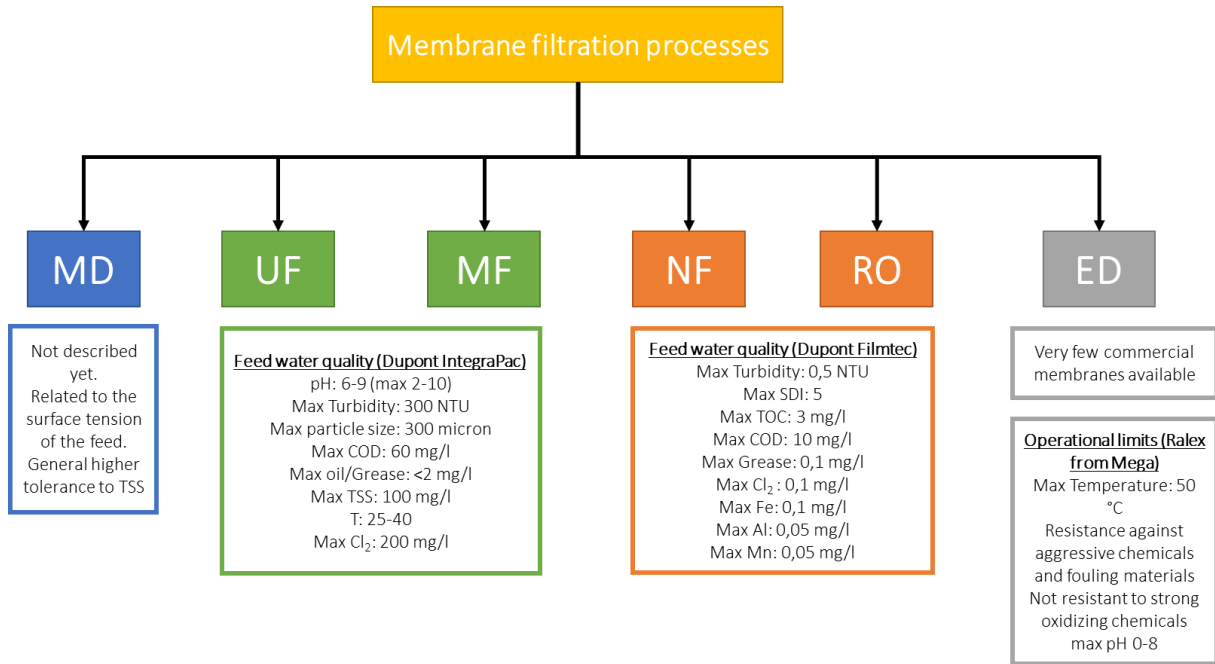 Membrane filtration processes
MD
UF
MF
NF
RO
ED
Not described
yet.
Related to the
surface tension
of the feed.
General higher
tolerance to TSS
Feed water quality (Dupont IntegraPac)
pH: 6-9 (max 2-10)
Max Turbidity: 300 NTU
Max particle size: 300 micron
Max COD: 60 mg/l
Max oil/Grease: <2 mg/l
Max TSS: 100 mg/l
T: 25-40
Max Cl₂: 200 mg/l
Feed water quality (Dupont Filmtec)
Max Turbidity: 0,5 NTU
Max SDI: 5
Max TOC: 3 mg/l
Max COD: 10 mg/l
Max Grease: 0,1 mg/l
Max Cl₂ : 0,1 mg/l
Max Fe: 0,1 mg/l
Max Al: 0,05 mg/l
Max Mn: 0,05 mg/l
Very few commercial
membranes available
Operational limits (Ralex
from Mega)
Max Temperature: 50
°C
Resistance against
aggressive chemicals
and fouling materials
Not resistant to strong
oxidizing chemicals
max pH 0-8